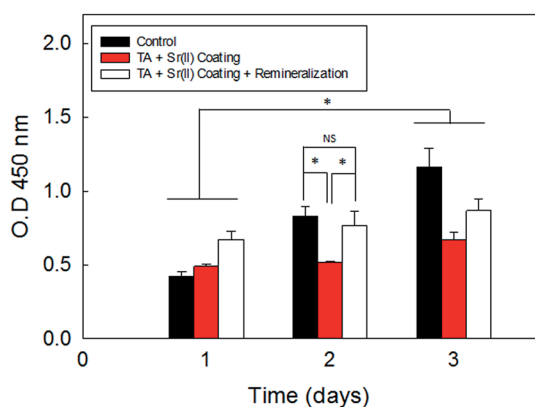 2.0
1.5
1.0
0.5
0.0
O.D 450 nm
Control
TA + Sr(II) Coating
TA + Sr(II) Coating + Remineralization
*
NS
* *
0 1 2 3
Time (days)